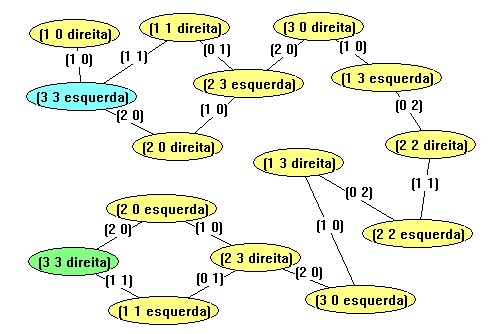 (1 0 direita)
(1 1 direita)
(3 0 direita)
(1 0)
(1 1)
(0 1)
(2 0)
(1 0)
(3 3 esquerda)
(2 3 esquerda)
(1 3 esquerda)
(2 0)
(1 0)
(0 2)
(2 0 direita)
(2 2 direita)
(1 3 direita)
(0 2)
(1 1)
(2 0 esquerda)
(1 0)
(2 0)
(1 0)
(2 2 esquerda)
(3 3 direita)
(2 3 direita)
(1 1)
(0 1)
(2 0)
(1 1 esquerda)
(3 0 esquerda)